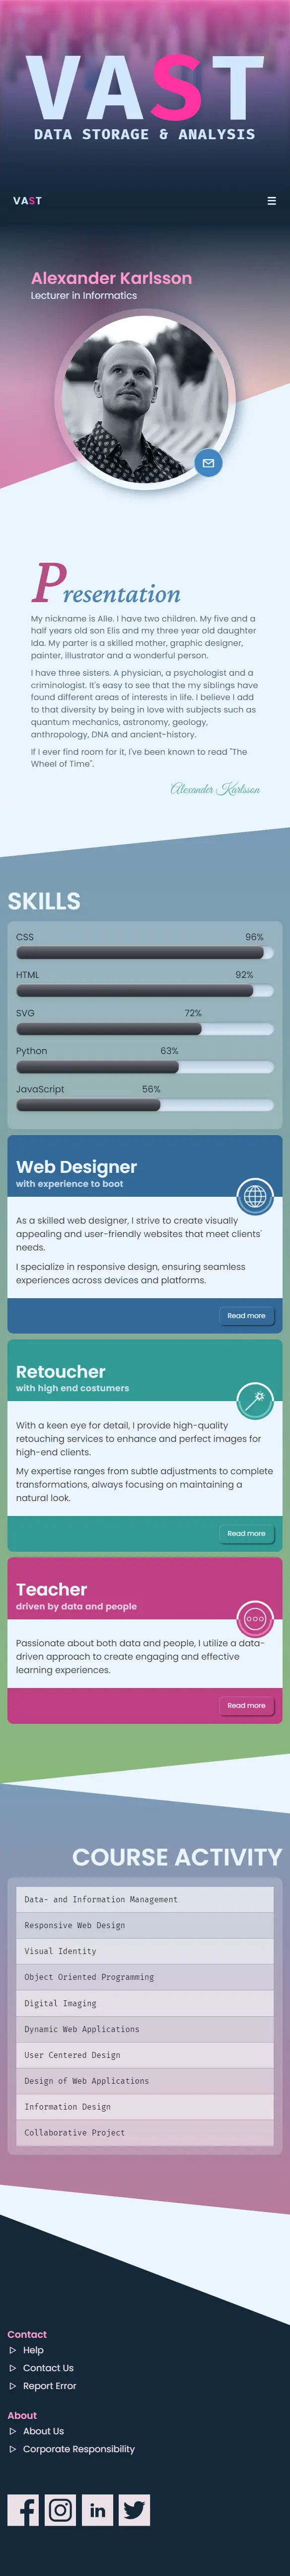 VAST
DATA STORAGE & ANALYSIS
VAST
Alexander Karlsson
Lecturer in Informatics
Presentation
My nickname is Alle. I have two children. My five and a
half years old son Elis and my three year old daughter
Ida. My parter is a skilled mother, graphic designer,
painter, illustrator and a wonderful person.
I have three sisters. A physician, a psychologist and a
criminologist. It's easy to see that the my siblings have
found different areas of interests in life. I believe I add
to that diversity by being in love with subjects such as
quantum mechanics, astronomy, geology,
anthropology, DNA and ancient-history.
If I ever find room for it, I've been known to read "The
Wheel of Time".
Alexander Karlsson
SKILLS
CSS 96%
HTML 92%
SVG 72%
Python 63%
JavaScript 56%
Web Designer
with experience to boot
As a skilled web designer, I strive to create visually
appealing and user-friendly websites that meet clients'
needs.
I specialize in responsive design, ensuring seamless
experiences across devices and platforms.
Read more
Retoucher
with high end costumers
With a keen eye for detail, I provide high-quality
retouching services to enhance and perfect images for
high-end clients.
My expertise ranges from subtle adjustments to complete
transformations, always focusing on maintaining a
natural look.
Read more
Teacher
driven by data and people
Passionate about both data and people, I utilize a data-
driven approach to create engaging and effective
learning experiences.
Read more
COURSE ACTIVITY
Data- and Information Management
Responsive Web Design
Visual Identity
Object Oriented Programming
Digital Imaging
Dynamic Web Applications
User Centered Design
Design of Web Applications
Information Design
Collaborative Project
Contact
Help
Contact Us
Report Error
About
About Us
Corporate Responsibility